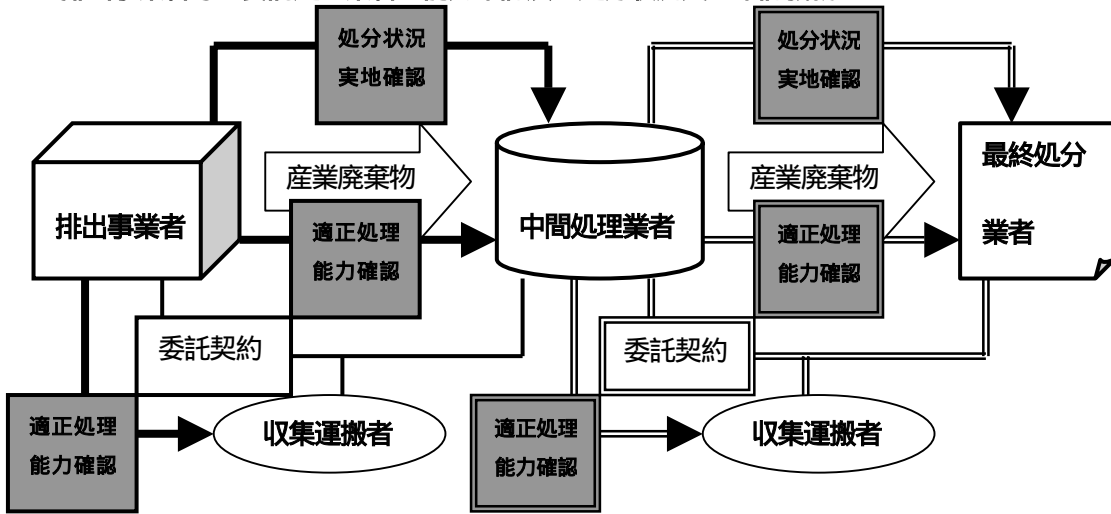 処分状況
実地確認
処分状況
実地確認
産業廃棄物
産業廃棄物
最終処分
業者
排出事業者
適正処理
能力確認
中間処理業者
適正処理
能力確認
委託契約
委託契約
適正処理
能力確認
収集運搬者
適正処理
能力確認
収集運搬者